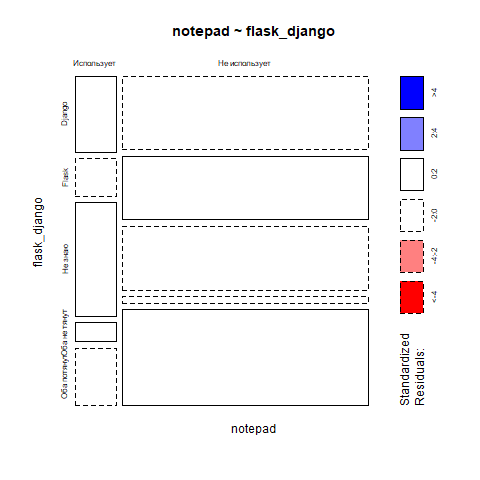 notepad ~ flask_django
Использует
Не использует
Django
Flask
Не знаю
Оба не тянут
Оба потянут
flask_django
notepad
>4
2:4
0:2
-2:0
-4:-2
<-4
Standardized
Residuals: